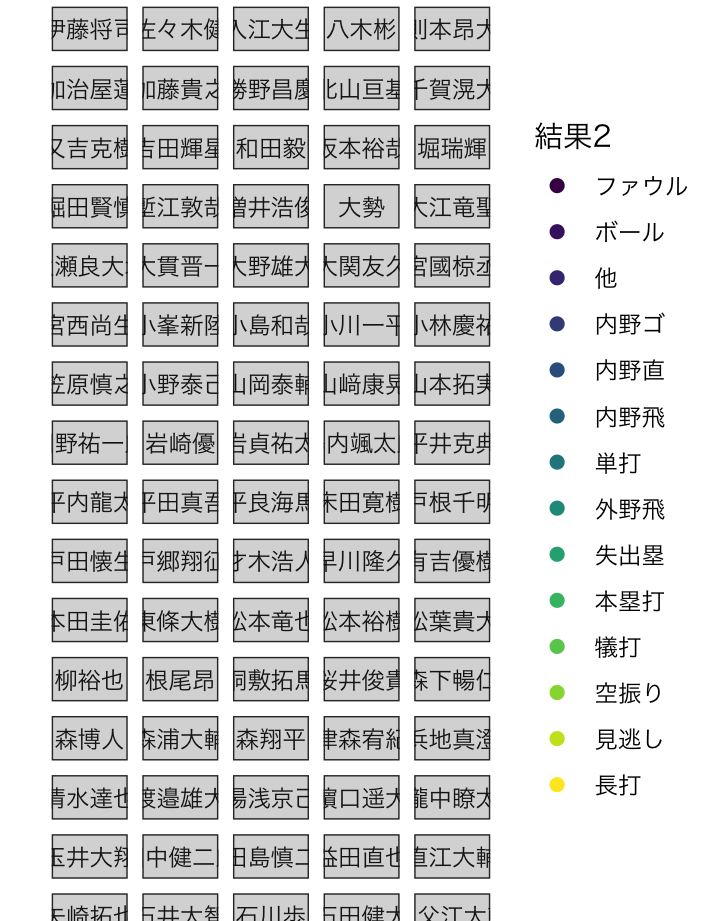 伊藤将司 佐々木健 入江大生 八木彬 則本昂大
加治屋蓮 加藤貴之 勝野昌慶 北山亘基 千賀滉大
又吉克樹 吉田輝星 和田毅 坂本裕哉 堀瑞輝
堀田賢慎 堅江敦哉 増井浩俊 大勢 大江竜聖
瀬良大 大貫晋一 大野雄大 大関友久 宮國椋丞
宮西尚生 小峯新陸 小島和哉 小川一平 小林慶祐
笠原慎之 小野泰己 山岡泰輔 山﨑康晃 山本拓実
野祐一 岩崎優 岩貞祐太 内颯太 平井克典
平内龍太 平田真吾 平良海馬 床田寛樹 戸根千明
戸田懐生 戸郷翔征 才木浩人 早川隆久 有吉優樹
本田圭佑 東條大樹 松本竜也 松本裕樹 松葉貴大
柳裕也 根尾昂 桐敷拓馬 桜井俊貴 森下暢仁
森博人 森浦大輔 森翔平 津森宥紀 浜地真澄
清水達也 渡邉雄大 湯浅京己 濵口遥大 瀧中瞭太
玉井大翔 中健二 田島慎二 益田直也 直江大輔
矢崎拓也 石井大智 石川歩 石田健大 父江大
結果2
ファウル
ボール
他
内野ゴ
内野直
内野飛
単打
外野飛
失出塁
本塁打
犠打
空振り
見逃し
長打